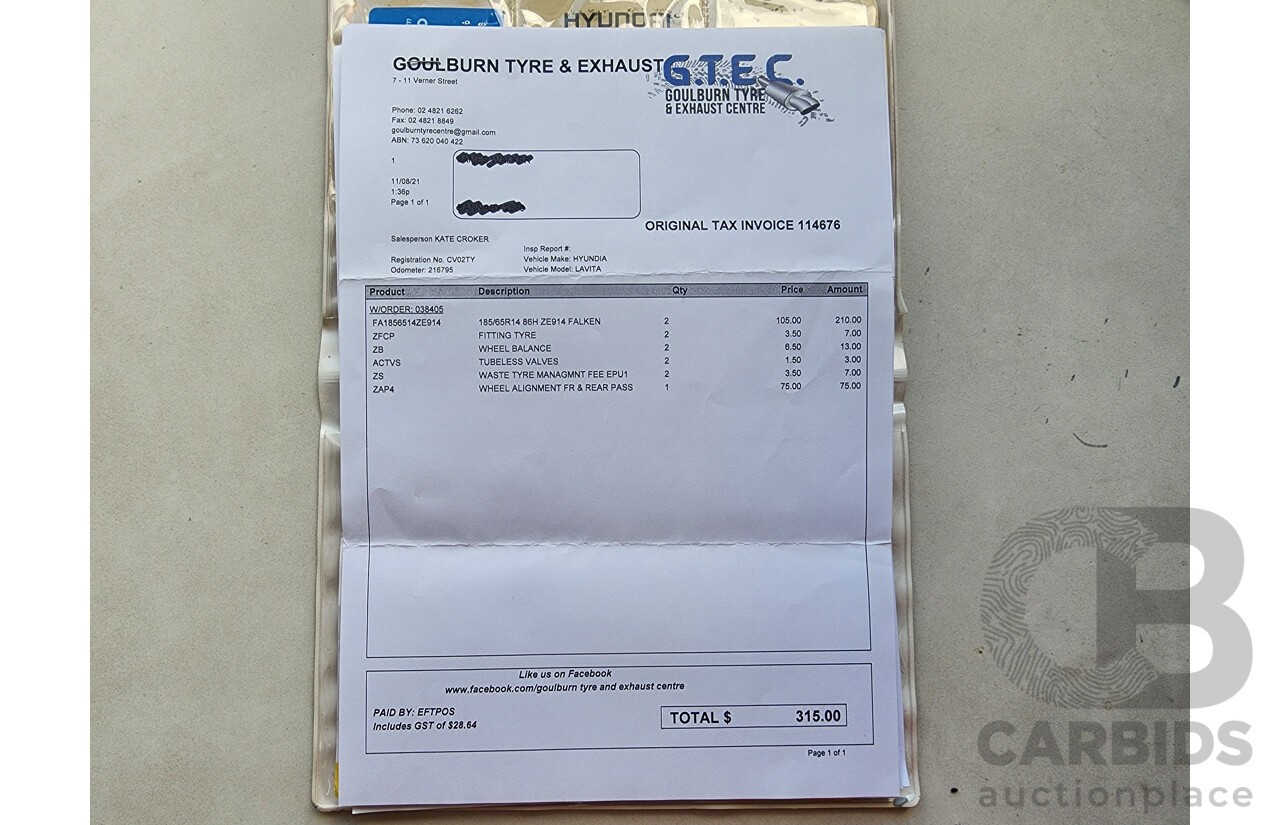 HYUNDAI
GOULBURN TYRE & EXHAUST
G.T.E.C.
GOULBURN TYRE
& EXHAUST CENTRE
7 - 11 Verner Street
Phone: 02 4821 6262
Fax: 02 4821 8849
goulburntyrecentre@gmail.com
ABN: 73 620 040 422
1
11/08/21
1:36p
Page 1 of 1
ORIGINAL TAX INVOICE 114676
Salesperson KATE CROKER
Insp Report #:
Registration No. CV02TY Vehicle Make: HYUNDIA
Odometer: 216795 Vehicle Model: LAVITA
Product Description Qty Price Amount
W/ORDER: 038405
FA1856514ZE914 185/65R14 86H ZE914 FALKEN 2 105.00 210.00
ZFCP FITTING TYRE 2 3.50 7.00
ZB WHEEL BALANCE 2 6.50 13.00
ACTVS TUBELESS VALVES 2 1.50 3.00
ZS WASTE TYRE MANAGMNT FEE EPU1 2 3.50 7.00
ZAP4 WHEEL ALIGNMENT FR & REAR PASS 1 75.00 75.00
Like us on Facebook
www.facebook.com/goulburn tyre and exhaust centre
PAID BY: EFTPOS
Includes GST of $28.64
TOTAL $ 315.00
Page 1 of 1
CB
CARBIDS
auctionplace